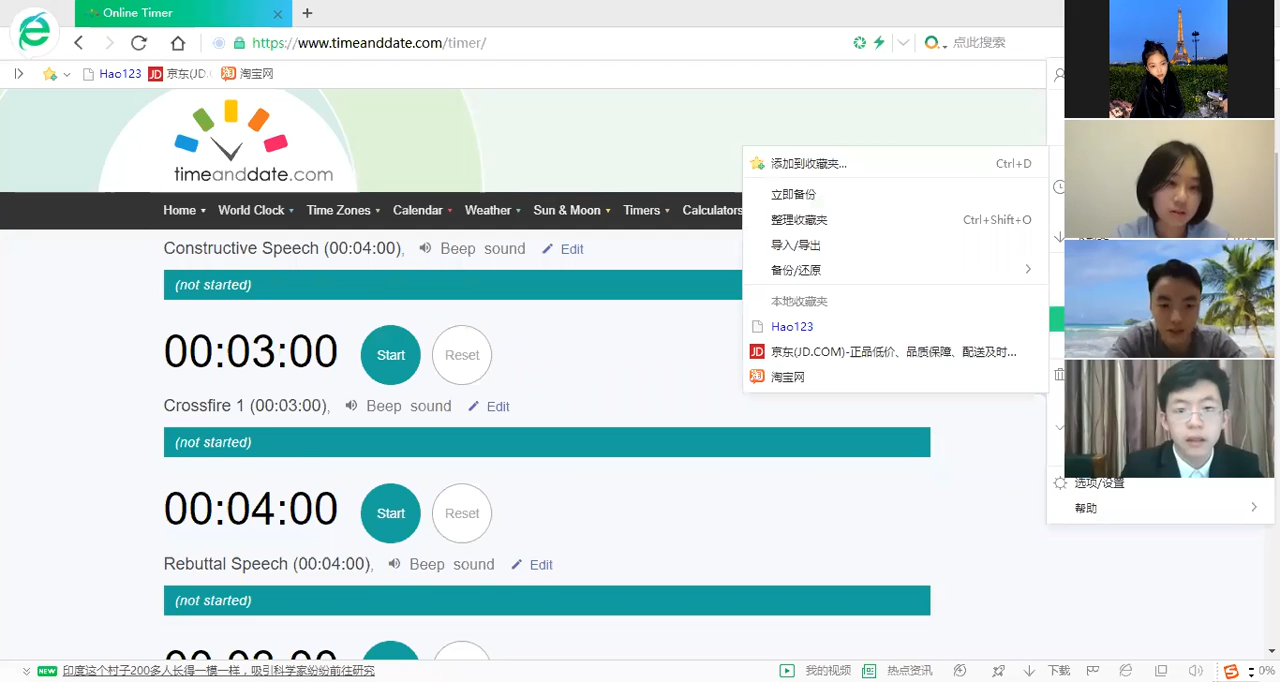 Online Timer
https://www.timeanddate.com/timer/
点此搜索
Hao123
JD 京东(JD.
淘 淘宝网
timeanddate.com
Home World Clock Time Zones Calendar Weather Sun & Moon Timers Calculators
Constructive Speech (00:04:00), Beep sound Edit
(not started)
00:03:00 Start Reset
Crossfire 1 (00:03:00), Beep sound Edit
(not started)
00:04:00 Start Reset
Rebuttal Speech (00:04:00), Beep sound Edit
(not started)
添加到收藏夹... Ctrl+D
立即备份
整理收藏夹 Ctrl+Shift+O
导入/导出
备份/还原
本地收藏夹
Hao123
JD 京东(JD.COM)-正品低价、品质保障、配送及时...
淘 淘宝网
选项/设置
帮助
NEW 印度这个村子200多人长得一模一样，吸引科学家纷纷前往研究
我的视频 热点资讯 下载 0%